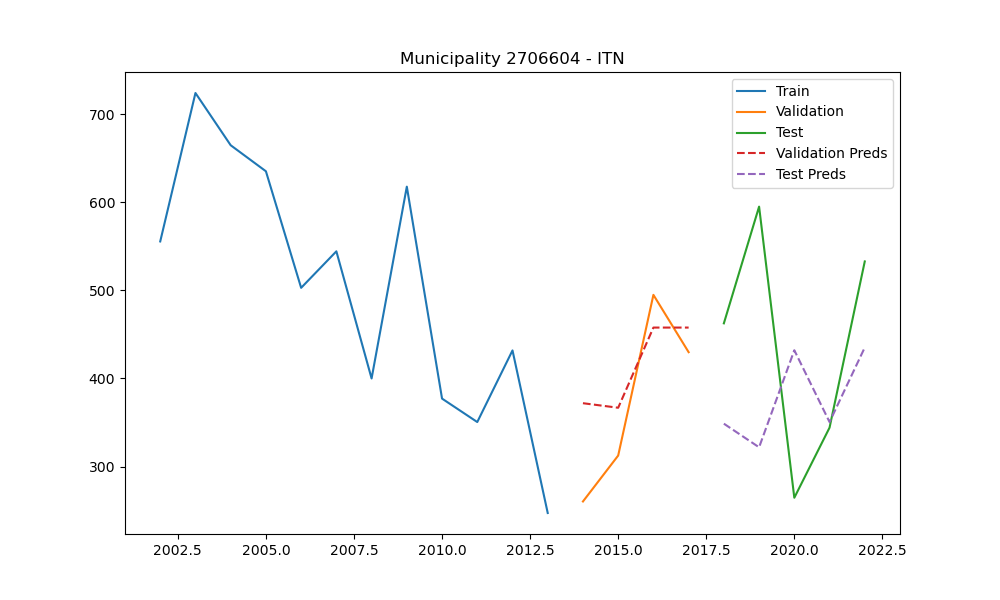 Municipality 2706604 - ITN
Train
Validation
Test
Validation Preds
Test Preds
700
600
500
400
300
2002.5 2005.0 2007.5 2010.0 2012.5 2015.0 2017.5 2020.0 2022.5